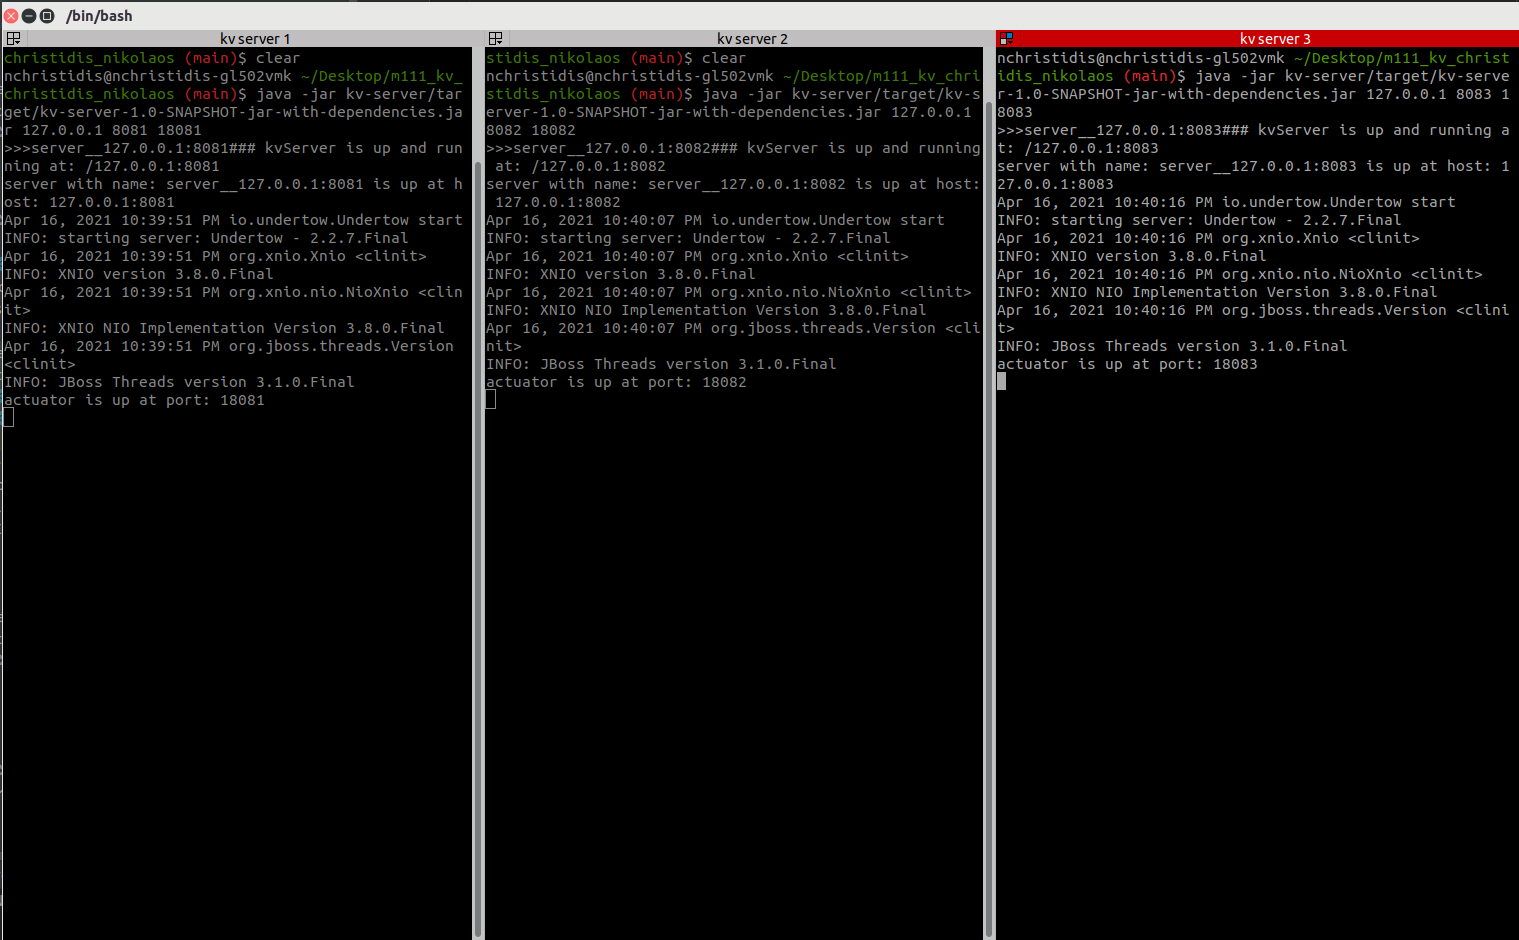 /bin/bash
kv server 1
christidis_nikolaos (main)$ clear
nchristidis@nchristidis-gl502vmk ~/Desktop/m111_kv_
christidis_nikolaos (main)$ java -jar kv-server/tar
get/kv-server-1.0-SNAPSHOT-jar-with-dependencies.ja
r 127.0.0.1 8081 18081
>>>server__127.0.0.1:8081### kvServer is up and run
ning at: /127.0.0.1:8081
server with name: server__127.0.0.1:8081 is up at h
ost: 127.0.0.1:8081
Apr 16, 2021 10:39:51 PM io.undertow.Undertow start
INFO: starting server: Undertow - 2.2.7.Final
Apr 16, 2021 10:39:51 PM org.xnio.Xnio <clinit>
INFO: XNIO version 3.8.0.Final
Apr 16, 2021 10:39:51 PM org.xnio.nio.NioXnio <clin
it>
INFO: XNIO NIO Implementation Version 3.8.0.Final
Apr 16, 2021 10:39:51 PM org.jboss.threads.Version
<clinit>
INFO: JBoss Threads version 3.1.0.Final
actuator is up at port: 18081
kv server 2
stidis_nikolaos (main)$ clear
nchristidis@nchristidis-gl502vmk ~/Desktop/m111_kv_chri
stidis_nikolaos (main)$ java -jar kv-server/target/kv-s
erver-1.0-SNAPSHOT-jar-with-dependencies.jar 127.0.0.1
8082 18082
>>>server__127.0.0.1:8082### kvServer is up and running
at: /127.0.0.1:8082
server with name: server__127.0.0.1:8082 is up at host:
127.0.0.1:8082
Apr 16, 2021 10:40:07 PM io.undertow.Undertow start
INFO: starting server: Undertow - 2.2.7.Final
Apr 16, 2021 10:40:07 PM org.xnio.Xnio <clinit>
INFO: XNIO version 3.8.0.Final
Apr 16, 2021 10:40:07 PM org.xnio.nio.NioXnio <clinit>
INFO: XNIO NIO Implementation Version 3.8.0.Final
Apr 16, 2021 10:40:07 PM org.jboss.threads.Version <cli
nit>
INFO: JBoss Threads version 3.1.0.Final
actuator is up at port: 18082
kv server 3
nchristidis@nchristidis-gl502vmk ~/Desktop/m111_kv_christ
idis_nikolaos (main)$ java -jar kv-server/target/kv-serve
r-1.0-SNAPSHOT-jar-with-dependencies.jar 127.0.0.1 8083 1
8083
>>>server__127.0.0.1:8083### kvServer is up and running a
t: /127.0.0.1:8083
server with name: server__127.0.0.1:8083 is up at host: 1
27.0.0.1:8083
Apr 16, 2021 10:40:16 PM io.undertow.Undertow start
INFO: starting server: Undertow - 2.2.7.Final
Apr 16, 2021 10:40:16 PM org.xnio.Xnio <clinit>
INFO: XNIO version 3.8.0.Final
Apr 16, 2021 10:40:16 PM org.xnio.nio.NioXnio <clinit>
INFO: XNIO NIO Implementation Version 3.8.0.Final
Apr 16, 2021 10:40:16 PM org.jboss.threads.Version <clini
t>
INFO: JBoss Threads version 3.1.0.Final
actuator is up at port: 18083